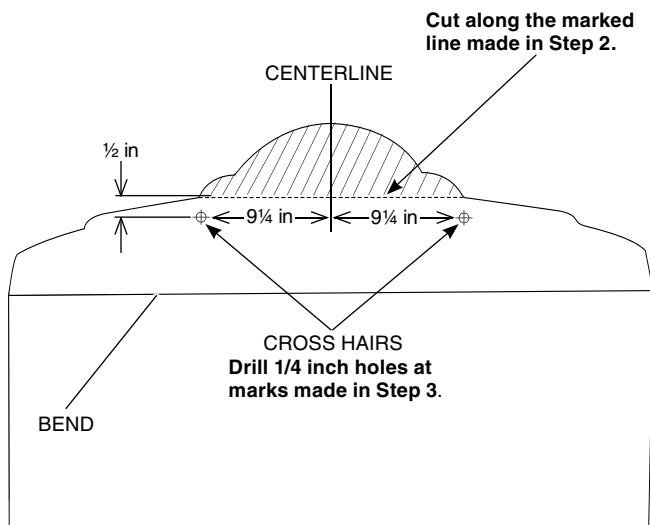 Cut along the marked
line made in Step 2.
CENTERLINE
½ in
9¼ in
9¼ in
CROSS HAIRS
Drill 1/4 inch holes at
marks made in Step 3.
BEND